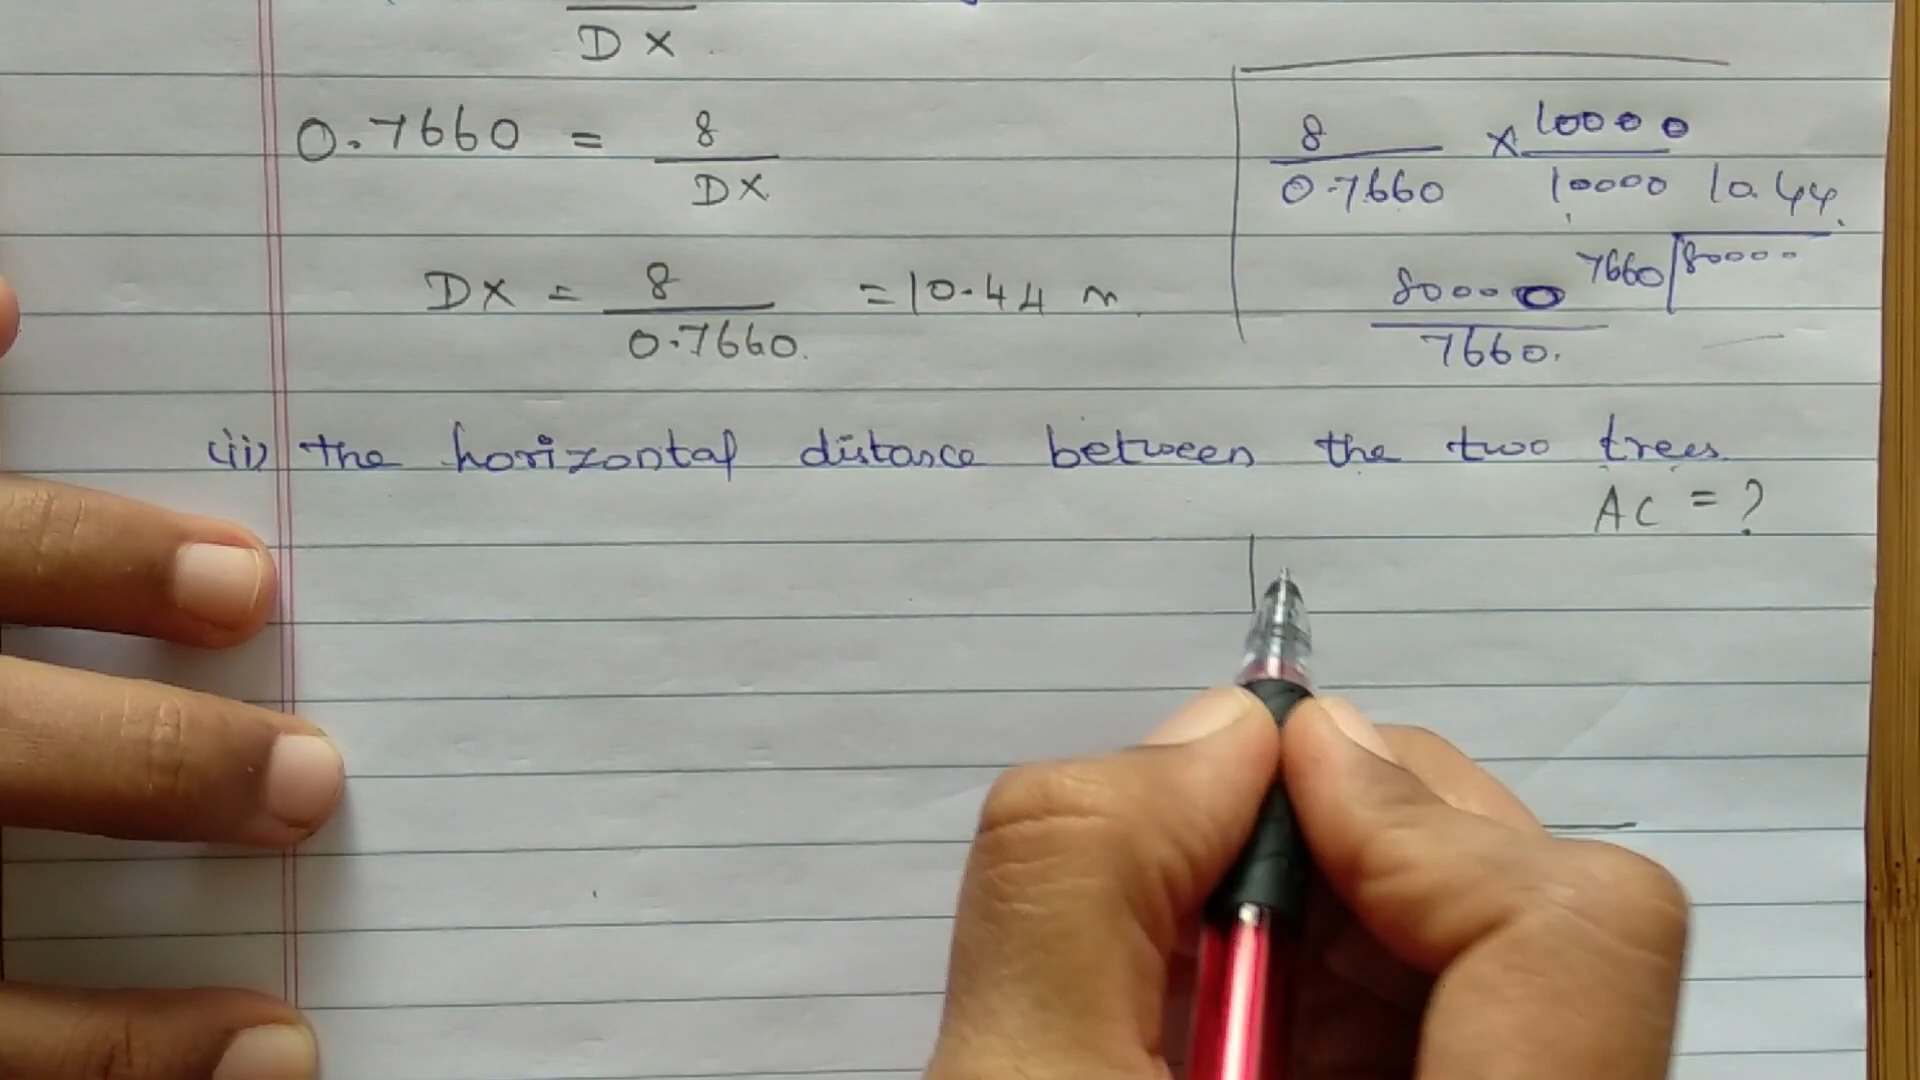 DX
0.7660 = 8 / DX
DX = 8 / 0.7660. = 10.44 m.
8 / 0.7660 × 10000 / 10000
10.44.
7660 80000
80000 / 7660.
(ii) the horizontal distance between the two trees.
AC = ?